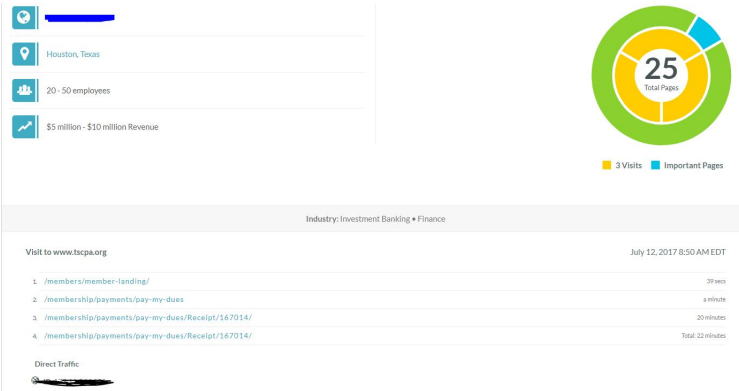 Houston, Texas
20 - 50 employees
$5 million - $10 million Revenue
25
Total Pages
3 Visits Important Pages
Industry: Investment Banking • Finance
Visit to www.tscpa.org July 12, 2017 8:50 AM EDT
1. /members/member-landing/ 39 secs
2. /membership/payments/pay-my-dues a minute
3. /membership/payments/pay-my-dues/Receipt/167014/ 20 minutes
4. /membership/payments/pay-my-dues/Receipt/167014/ Total: 22 minutes
Direct Traffic